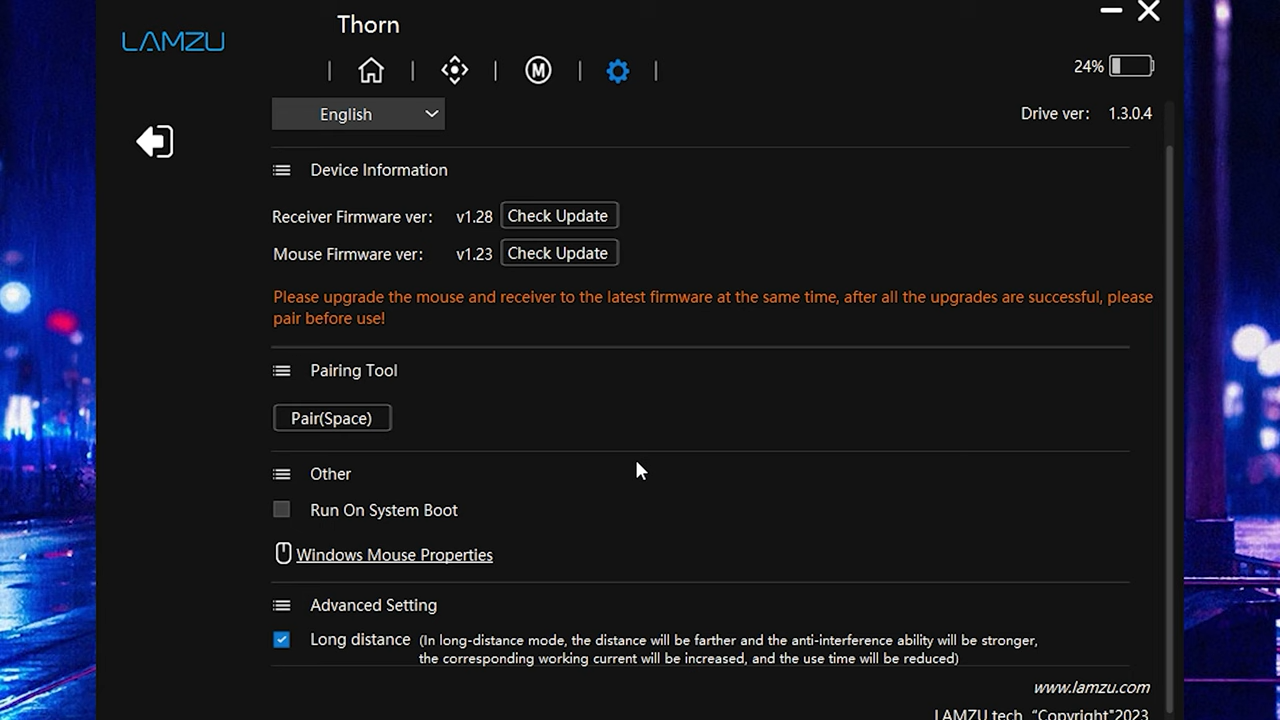 Thorn
LAMZU
M
24%
English
Drive ver: 1.3.0.4
Device Information
Receiver Firmware ver: v1.28 Check Update
Mouse Firmware ver: v1.23 Check Update
Please upgrade the mouse and receiver to the latest firmware at the same time, after all the upgrades are successful, please
pair before use!
Pairing Tool
Pair(Space)
Other
Run On System Boot
Windows Mouse Properties
Advanced Setting
Long distance (In long-distance mode, the distance will be farther and the anti-interference ability will be stronger,
the corresponding working current will be increased, and the use time will be reduced)
www.lamzu.com
LAMZU tech "Copyright"2023